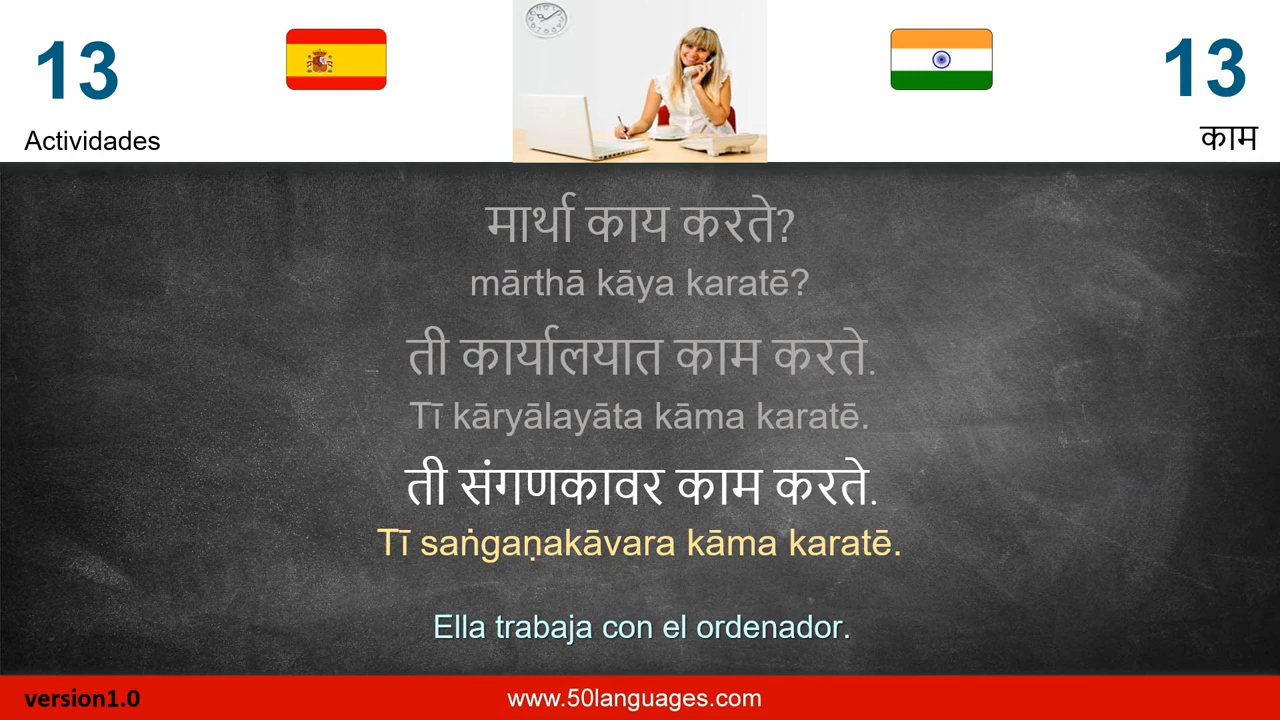 13
13
Actividades
काम
मार्था काय करते?
mārthā kāya karatē?
ती कार्यालयात काम करते.
Tī kāryālayāta kāma karatē.
ती संगणकावर काम करते.
Tī saṅgaṇakāvara kāma karatē.
Ella trabaja con el ordenador.
version1.0
www.50languages.com